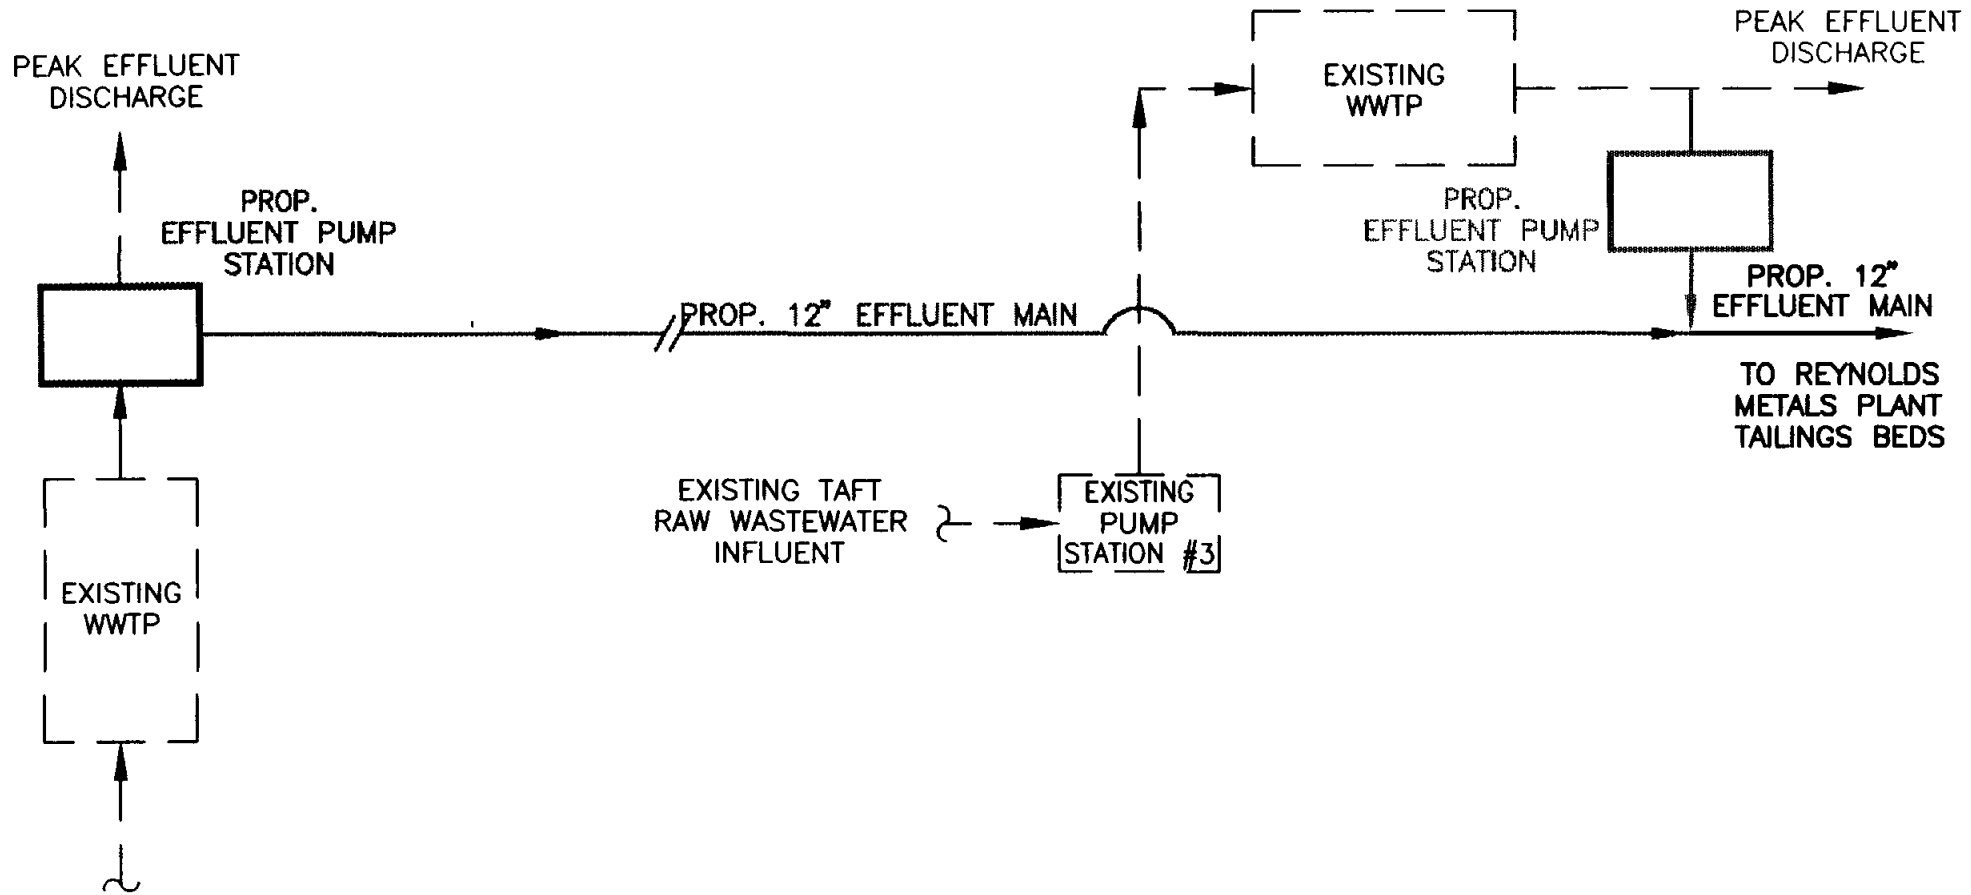 PEAK EFFLUENT
DISCHARGE
PROP.
EFFLUENT PUMP
STATION
EXISTING
WWTP
PEAK EFFLUENT
DISCHARGE
PROP.
EFFLUENT PUMP
STATION
PROP. 12" EFFLUENT MAIN
PROP. 12"
EFFLUENT MAIN
TO REYNOLDS
METALS PLANT
TAILINGS BEDS
EXISTING TAFT
RAW WASTEWATER
INFLUENT
EXISTING
PUMP
STATION #3
EXISTING
WWTP